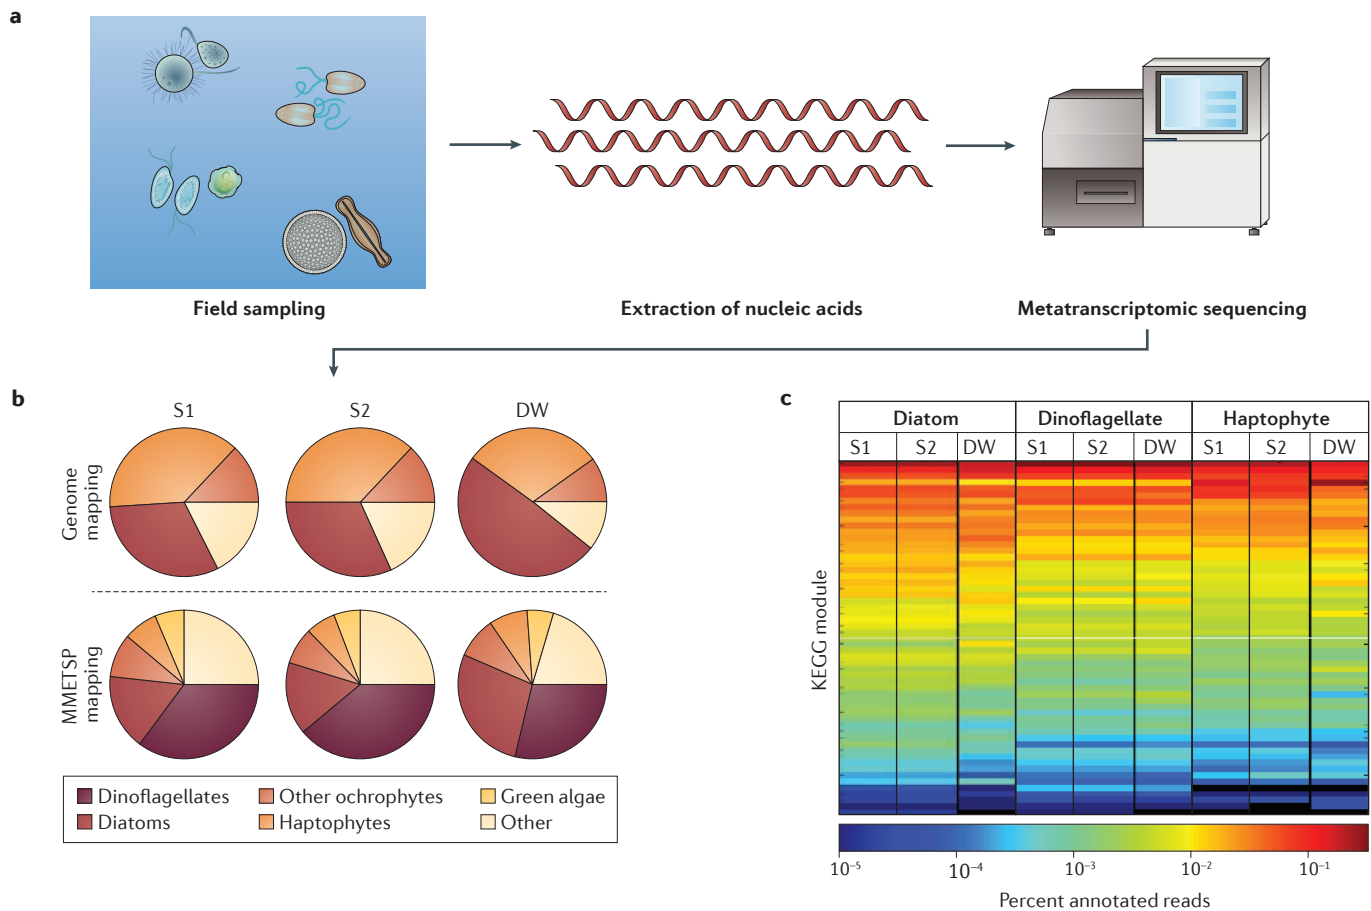 a
Field sampling
Extraction of nucleic acids
Metatranscriptomic sequencing
b
S1
S2
DW
Genome
mapping
MMETSP
mapping
Dinoflagellates
Other ochrophytes
Green algae
Diatoms
Haptophytes
Other
c
Diatom
Dinoflagellate
Haptophyte
S1
S2
DW
S1
S2
DW
S1
S2
DW
KEGG module
10⁻⁵
10⁻⁴
10⁻³
10⁻²
10⁻¹
Percent annotated reads